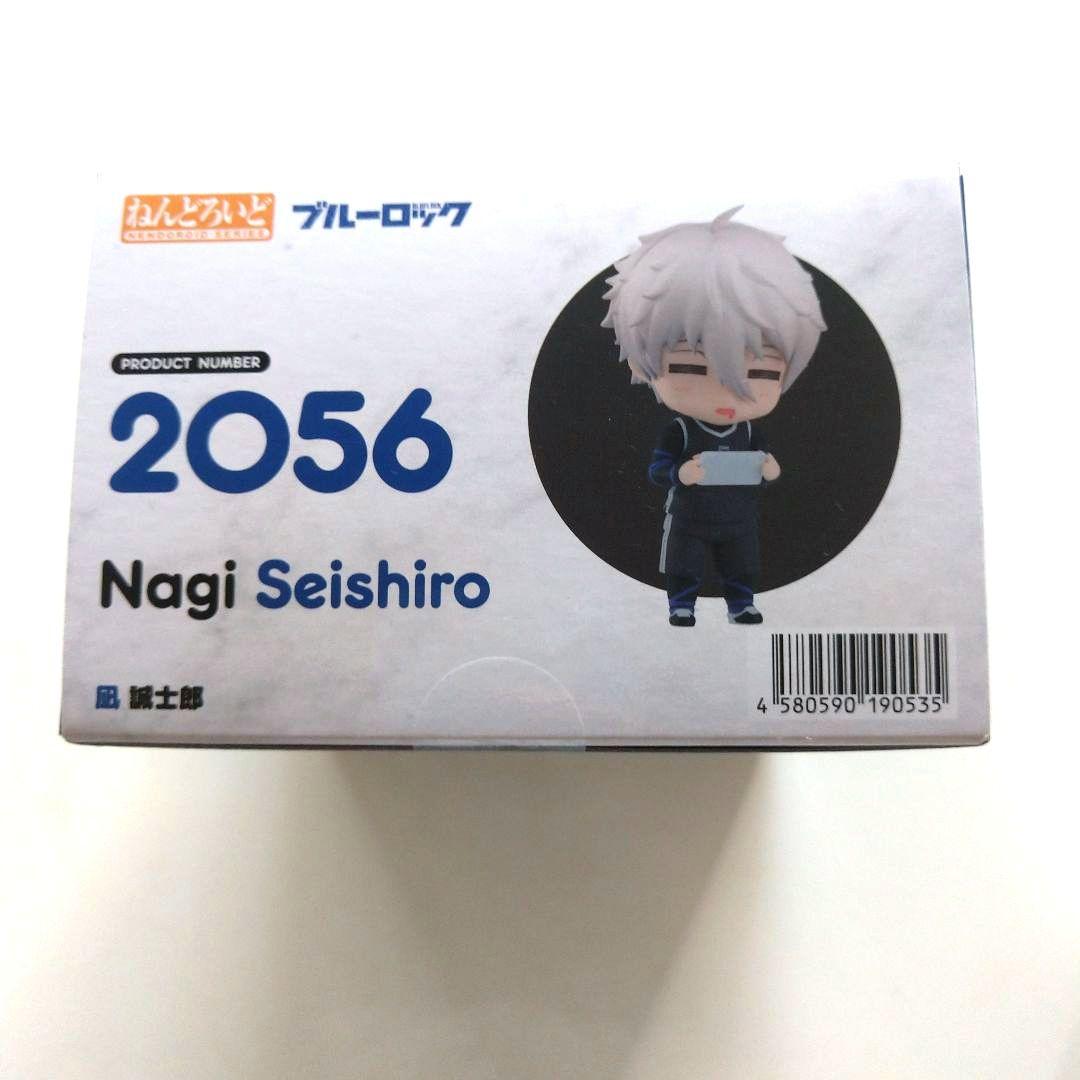 ねんどろいど
NENDOROID SERIES
ブルーロック
PRODUCT NUMBER
2056
Nagi Seishiro
凪 誠士郎
4 580590 190535